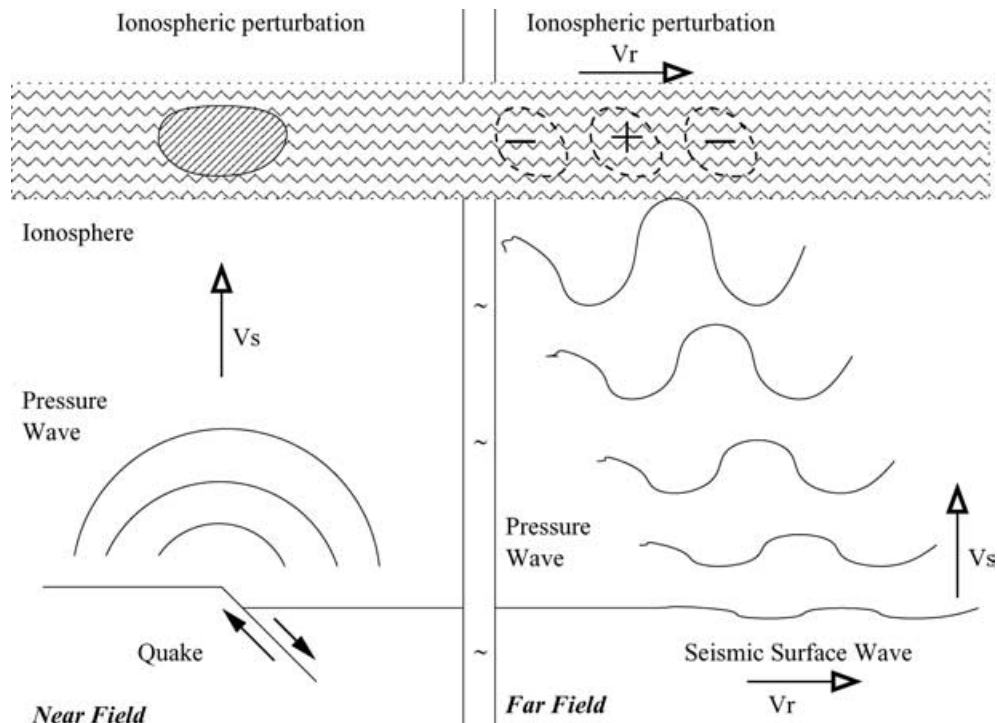 Ionospheric perturbation
Ionosphere
Vs
Pressure
Wave
Quake
Near Field
Ionospheric perturbation
Vr
− + −
~
~
~
Pressure
Wave
Vs
Seismic Surface Wave
Vr
Far Field